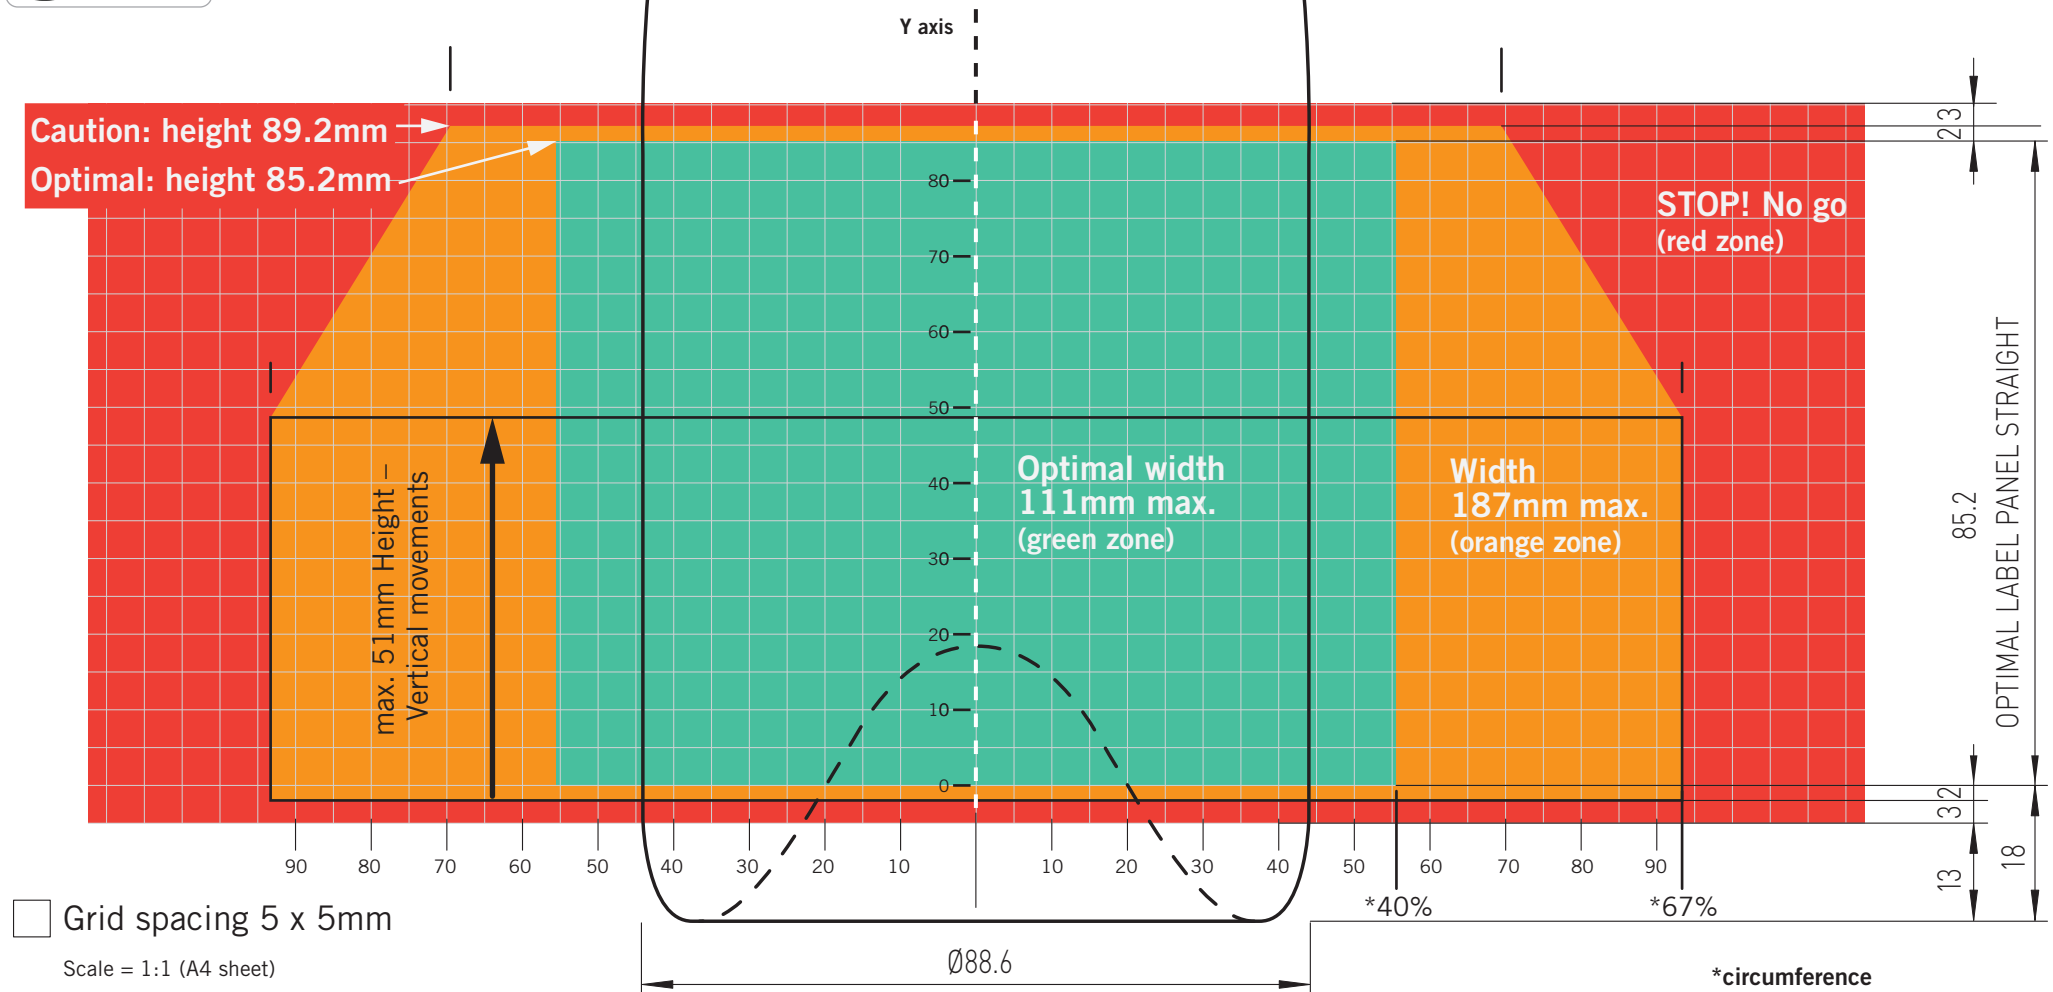 Y axis
Caution: height 89.2mm
Optimal: height 85.2mm
STOP! No go
(red zone)
80
70
60
50
40
30
20
10
0
Optimal width
111mm max.
(green zone)
Width
187mm max.
(orange zone)
max. 51mm Height –
Vertical movements
3
2
85.2
OPTIMAL LABEL PANEL STRAIGHT
2
3
13
18
90 80 70 60 50 40 30 20 10 10 20 30 40 50 60 70 80 90
*40% *67%
Grid spacing 5 x 5mm
Scale = 1:1 (A4 sheet)
Ø88.6
*circumference